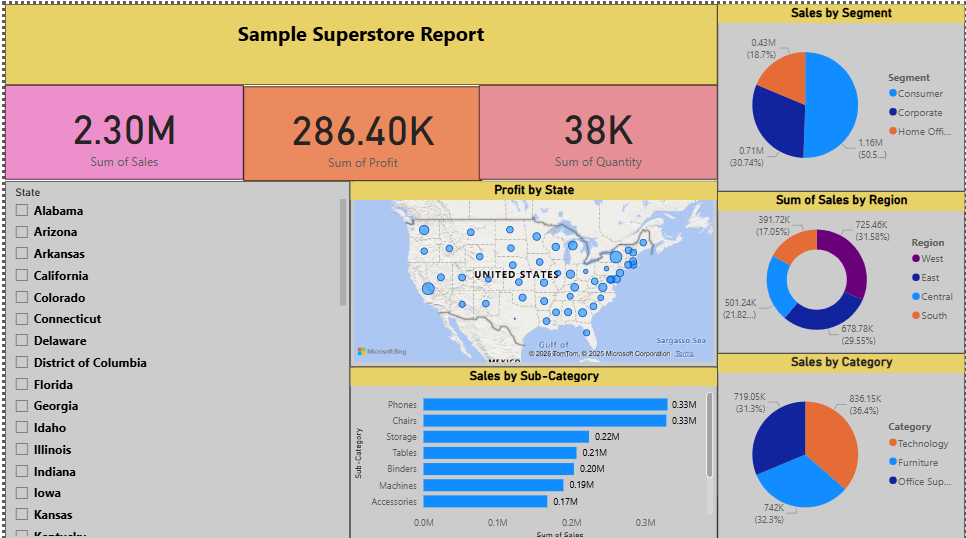 Sample Superstore Report
2.30M
Sum of Sales
286.40K
Sum of Profit
38K
Sum of Quantity
State
Alabama
Arizona
Arkansas
California
Colorado
Connecticut
Delaware
District of Columbia
Florida
Georgia
Idaho
Illinois
Indiana
Iowa
Kansas
Kentucky
Profit by State
UNITED STATES
MEXICO
Gulf of
Sargasso Sea
Microsoft Bing
© 2025 TomTom, © 2025 Microsoft Corporation Terms
Sales by Sub-Category
Sub-Category
Phones 0.33M
Chairs 0.33M
Storage 0.22M
Tables 0.21M
Binders 0.20M
Machines 0.19M
Accessories 0.17M
0.0M 0.1M 0.2M 0.3M
Sum of Sales
Sales by Segment
0.43M
(18.7%)
0.71M
(30.74%)
1.16M
(50.5...)
Segment
Consumer
Corporate
Home Offi...
Sum of Sales by Region
391.72K
(17.05%)
725.46K
(31.58%)
501.24K
(21.82...)
678.78K
(29.55%)
Region
West
East
Central
South
Sales by Category
719.05K
(31.3%)
836.15K
(36.4%)
742K
(32.3%)
Category
Technology
Furniture
Office Sup...